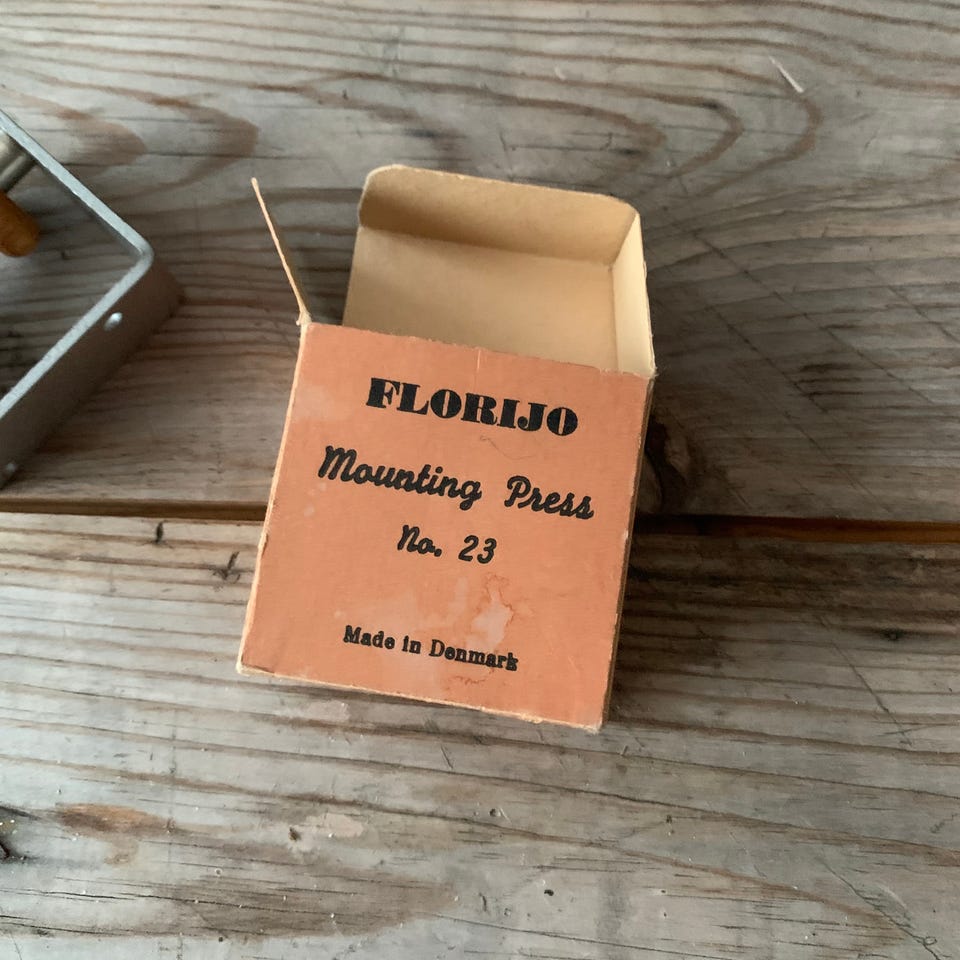 FLORIJO
Mounting Press
No. 23
Made in Denmark